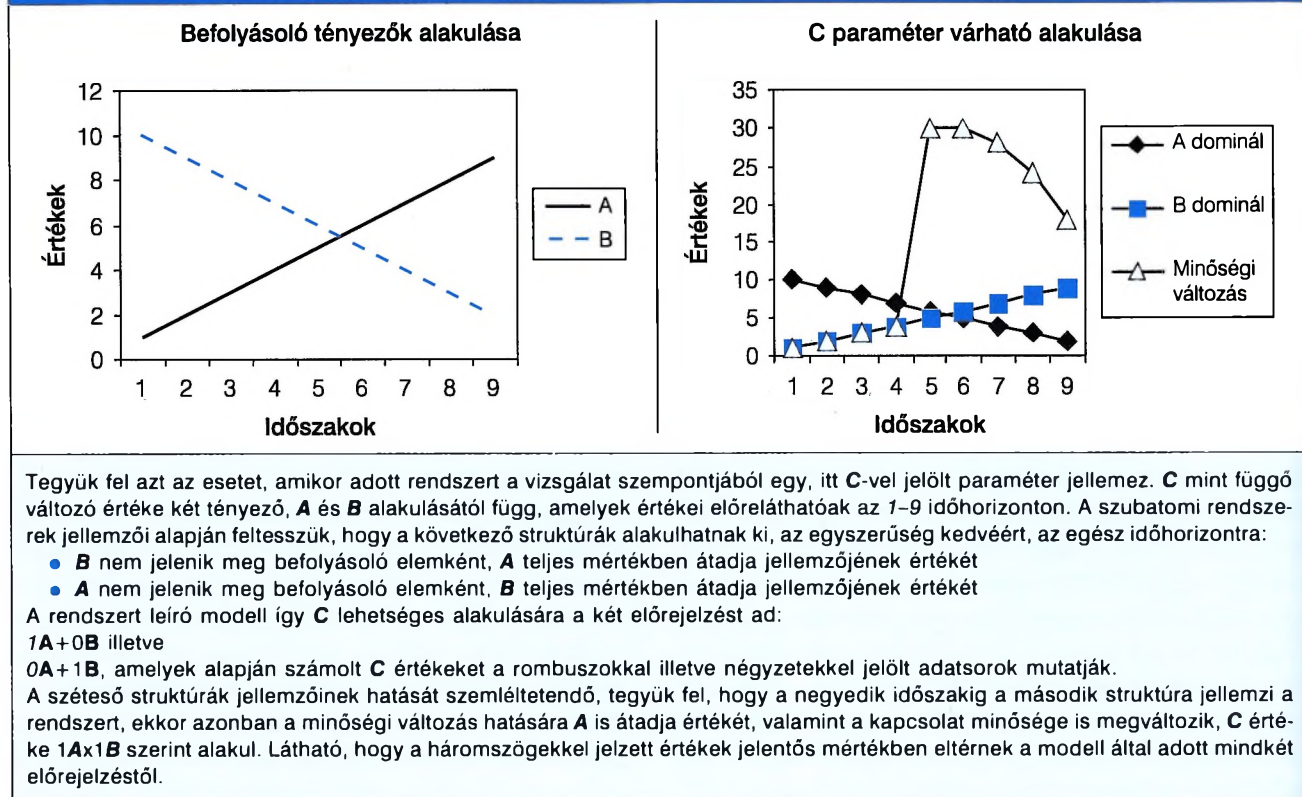 Befolyásoló tényezők alakulása
Értékek
12
10
8
6
4
2
0
1 2 3 4 5 6 7 8 9
Időszakok
A
B
C paraméter várható alakulása
Értékek
35
30
25
20
15
10
5
0
1 2 3 4 5 6 7 8 9
Időszakok
A dominál
B dominál
Minőségi
változás
Tegyük fel azt az esetet, amikor adott rendszert a vizsgálat szempontjából egy, itt C-vel jelölt paraméter jellemez. C mint függő
változó értéke két tényező, A és B alakulásától függ, amelyek értékei előreláthatóak az 1–9 időhorizonton. A szubatomi rendsze-
rek jellemzői alapján feltesszük, hogy a következő struktúrák alakulhatnak ki, az egyszerűség kedvéért, az egész időhorizontra:
• B nem jelenik meg befolyásoló elemként, A teljes mértékben átadja jellemzőjének értékét
• A nem jelenik meg befolyásoló elemként, B teljes mértékben átadja jellemzőjének értékét
A rendszert leíró modell így C lehetséges alakulására a két előrejelzést ad:
1A+0B illetve
0A+1B, amelyek alapján számolt C értékeket a rombuszokkal illetve négyzetekkel jelölt adatsorok mutatják.
A széteső struktúrák jellemzőinek hatását szemléltetendő, tegyük fel, hogy a negyedik időszakig a második struktúra jellemzi a
rendszert, ekkor azonban a minőségi változás hatására A is átadja értékét, valamint a kapcsolat minősége is megváltozik, C érté-
ke 1Ax1B szerint alakul. Látható, hogy a háromszögekkel jelzett értékek jelentős mértékben eltérnek a modell által adott mindkét
előrejelzéstől.